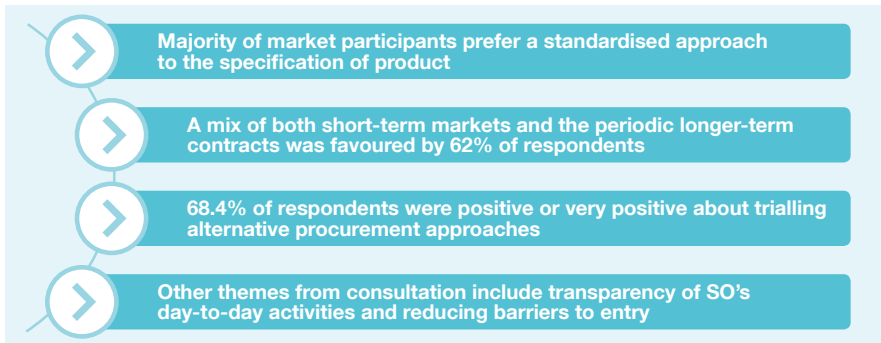 Majority of market participants prefer a standardised approach
to the specification of product
A mix of both short-term markets and the periodic longer-term
contracts was favoured by 62% of respondents
68.4% of respondents were positive or very positive about trialling
alternative procurement approaches
Other themes from consultation include transparency of SO's
day-to-day activities and reducing barriers to entry